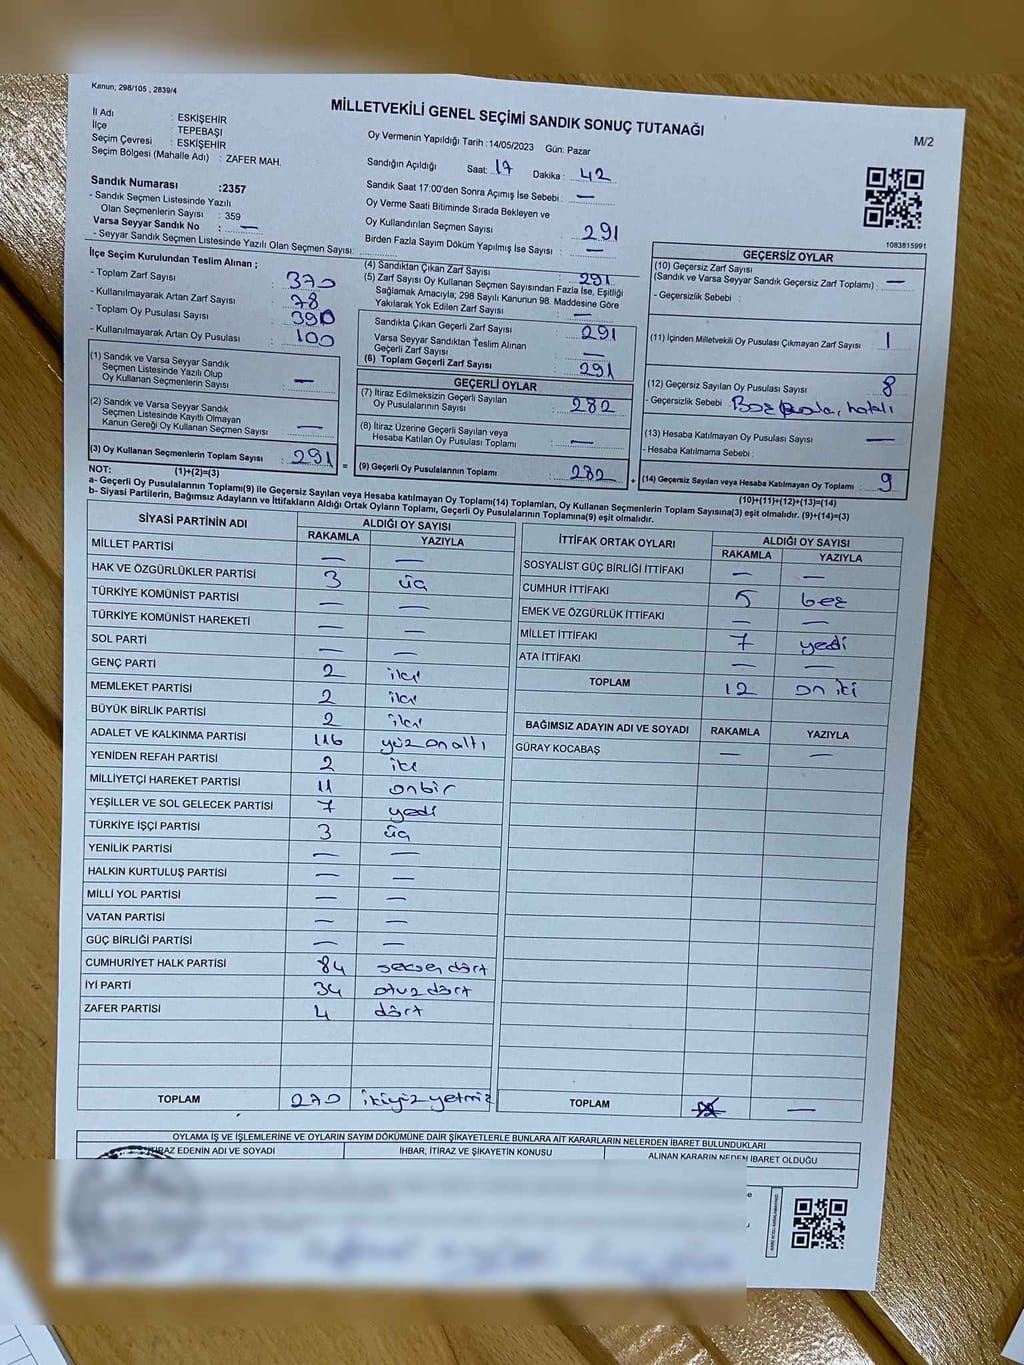 Kanun; 298/105 , 2839/4
MİLLETVEKİLİ GENEL SEÇİMİ SANDIK SONUÇ TUTANAĞI
M/2
İl Adı : ESKİŞEHİR
İlçe : TEPEBAŞI
Seçim Çevresi : ESKİŞEHİR
Seçim Bölgesi (Mahalle Adı) : ZAFER MAH.
Sandık Numarası :2357
- Sandık Seçmen Listesinde Yazılı
Olan Seçmenlerin Sayısı : 359
Varsa Seyyar Sandık No : —
- Seyyar Sandık Seçmen Listesinde Yazılı Olan Seçmen Sayısı:
Oy Vermenin Yapıldığı Tarih :14/05/2023 Gün: Pazar
Sandığın Açıldığı Saat: 17 Dakika : 42
Sandık Saat 17:00'den Sonra Açımış İse Sebebi : —
Oy Verme Saati Bitiminde Sırada Bekleyen ve
Oy Kullandırılan Seçmen Sayısı : 291
Birden Fazla Sayım Döküm Yapılmış İse Sayısı : —
1083815991
İlçe Seçim Kurulundan Teslim Alınan ;
- Toplam Zarf Sayısı : 370
- Kullanılmayarak Artan Zarf Sayısı : 78
- Toplam Oy Pusulası Sayısı : 390
- Kullanılmayarak Artan Oy Pusulası : 100
(1) Sandık ve Varsa Seyyar Sandık
Seçmen Listesinde Yazılı Olup
Oy Kullanan Seçmenlerin Sayısı : —
(2) Sandık ve Varsa Seyyar Sandık
Seçmen Listesinde Kayıtlı Olmayan
Kanun Gereği Oy Kullanan Seçmen Sayısı : —
(3) Oy Kullanan Seçmenlerin Toplam Sayısı : 291
(4) Sandıktan Çıkan Zarf Sayısı : 291
(5) Zarf Sayısı Oy Kullanan Seçmen Sayısından Fazla İse, Eşitliği
Sağlamak Amacıyla; 298 Sayılı Kanunun 98. Maddesine Göre
Yakılarak Yok Edilen Zarf Sayısı : —
Sandıkta Çıkan Geçerli Zarf Sayısı : 291
Varsa Seyyar Sandıktan Teslim Alınan
Geçerli Zarf Sayısı : —
(6) Toplam Geçerli Zarf Sayısı : 291
GEÇERLİ OYLAR
(7) İtiraz Edilmeksizin Geçerli Sayılan
Oy Pusulalarının Sayısı : 282
(8) İtiraz Üzerine Geçerli Sayılan veya
Hesaba Katılan Oy Pusulası Toplamı : —
= (9) Geçerli Oy Pusulalarının Toplamı : 282
GEÇERSİZ OYLAR
(10) Geçersiz Zarf Sayısı
(Sandık ve Varsa Seyyar Sandık Geçersiz Zarf Toplamı) : —
- Geçersizlik Sebebi :
(11) İçinden Milletvekili Oy Pusulası Çıkmayan Zarf Sayısı : 1
(12) Geçersiz Sayılan Oy Pusulası Sayısı : 8
- Geçersizlik Sebebi : hatalı
(13) Hesaba Katılmayan Oy Pusulası Sayısı : —
- Hesaba Katılmama Sebebi :
+ (14) Geçersiz Sayılan veya Hesaba Katılmayan Oy Toplamı : 9
NOT: (1)+(2)=(3)
(10)+(11)+(12)+(13)=(14)
a- Geçerli Oy Pusulalarının Toplamı(9) ile Geçersiz Sayılan veya Hesaba katılmayan Oy Toplamı(14) Toplamları, Oy Kullanan Seçmenlerin Toplam Sayısına(3) eşit olmalıdır. (9)+(14)=(3)
b- Siyasi Partilerin, Bağımsız Adayların ve İttifakların Aldığı Ortak Oyların Toplamı, Geçerli Oy Pusulalarının Toplamına(9) eşit olmalıdır.
SİYASİ PARTİNİN ADI ALDIĞI OY SAYISI
RAKAMLA YAZIYLA
MİLLET PARTİSİ — —
HAK VE ÖZGÜRLÜKLER PARTİSİ 3 üç
TÜRKİYE KOMÜNİST PARTİSİ — —
TÜRKİYE KOMÜNİST HAREKETİ — —
SOL PARTİ — —
GENÇ PARTİ 2 iki
MEMLEKET PARTİSİ 2 iki
BÜYÜK BİRLİK PARTİSİ 2 iki
ADALET VE KALKINMA PARTİSİ 116 yüz on altı
YENİDEN REFAH PARTİSİ 2 iki
MİLLİYETÇİ HAREKET PARTİSİ 11 onbir
YEŞİLLER VE SOL GELECEK PARTİSİ 7 yedi
TÜRKİYE İŞÇİ PARTİSİ 3 üç
YENİLİK PARTİSİ — —
HALKIN KURTULUŞ PARTİSİ — —
MİLLİ YOL PARTİSİ — —
VATAN PARTİSİ — —
GÜÇ BİRLİĞİ PARTİSİ — —
CUMHURİYET HALK PARTİSİ 84 seksen dört
İYİ PARTİ 34 otuz dört
ZAFER PARTİSİ 4 dört
TOPLAM 270 ikiyüz yetmiş
İTTİFAK ORTAK OYLARI ALDIĞI OY SAYISI
RAKAMLA YAZIYLA
SOSYALİST GÜÇ BİRLİĞİ İTTİFAKI — —
CUMHUR İTTİFAKI 5 beş
EMEK VE ÖZGÜRLÜK İTTİFAKI — —
MİLLET İTTİFAKI 7 yedi
ATA İTTİFAKI — —
TOPLAM 12 on iki
BAĞIMSIZ ADAYIN ADI VE SOYADI RAKAMLA YAZIYLA
GÜRAY KOCABAŞ — —
TOPLAM —
OYLAMA İŞ VE İŞLEMLERİNE VE OYLARIN SAYIM DÖKÜMÜNE DAİR ŞİKAYETLERLE BUNLARA AİT KARARLARIN NELERDEN İBARET BULUNDUKLARI
İTİRAZ EDENİN ADI VE SOYADI İHBAR, İTİRAZ VE ŞİKAYETİN KONUSU ALINAN KARARIN NEDEN İBARET OLDUĞU